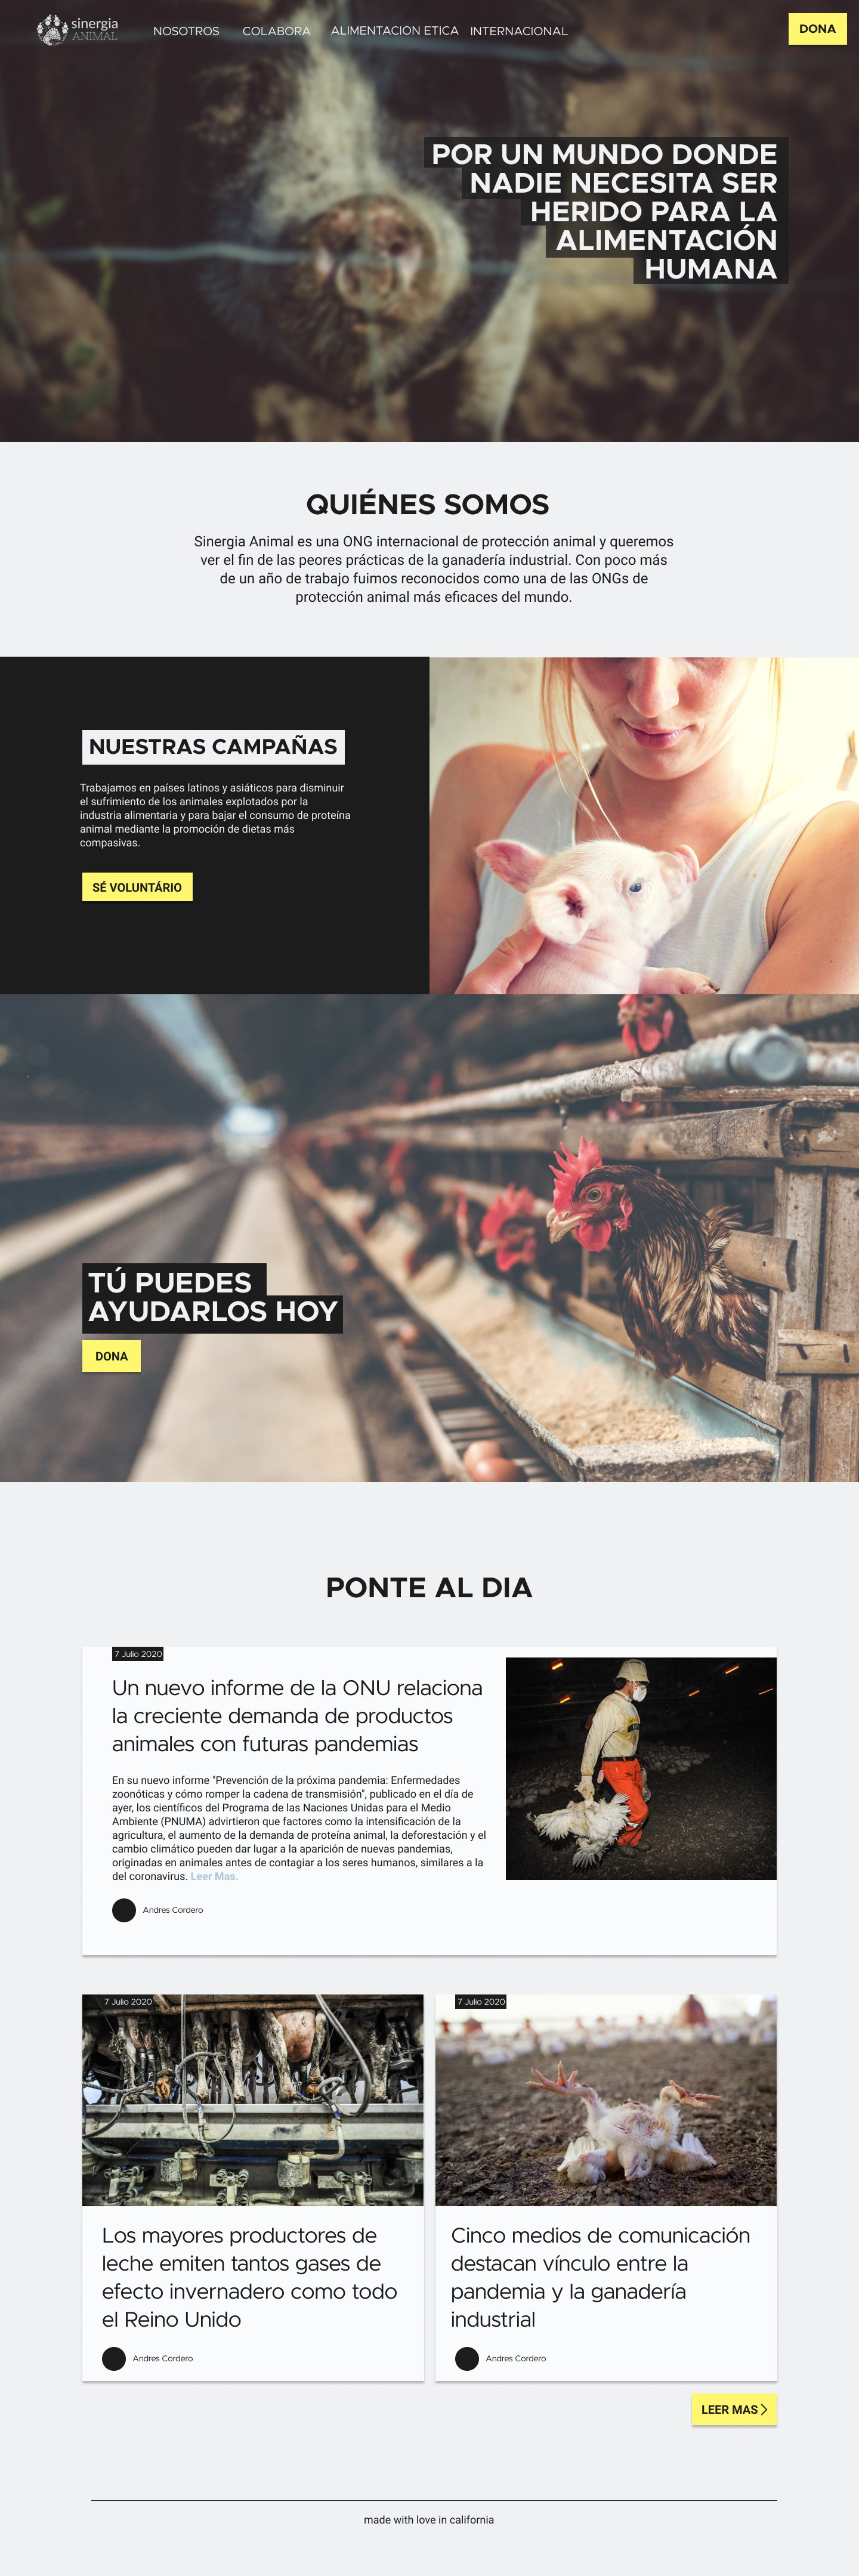 sinergia
ANIMAL
NOSOTROS
COLABORA
ALIMENTACION ETICA
INTERNACIONAL
DONA
POR UN MUNDO DONDE
NADIE NECESITA SER
HERIDO PARA LA
ALIMENTACIÓN
HUMANA
QUIÉNES SOMOS
Sinergia Animal es una ONG internacional de protección animal y queremos
ver el fin de las peores prácticas de la ganadería industrial. Con poco más
de un año de trabajo fuimos reconocidos como una de las ONGs de
protección animal más eficaces del mundo.
NUESTRAS CAMPAÑAS
Trabajamos en países latinos y asiáticos para disminuir
el sufrimiento de los animales explotados por la
industria alimentaria y para bajar el consumo de proteína
animal mediante la promoción de dietas más
compasivas.
SÉ VOLUNTÁRIO
TÚ PUEDES
AYUDARLOS HOY
DONA
PONTE AL DIA
7 Julio 2020
Un nuevo informe de la ONU relaciona
la creciente demanda de productos
animales con futuras pandemias
En su nuevo informe "Prevención de la próxima pandemia: Enfermedades
zoonóticas y cómo romper la cadena de transmisión", publicado en el día de
ayer, los científicos del Programa de las Naciones Unidas para el Medio
Ambiente (PNUMA) advirtieron que factores como la intensificación de la
agricultura, el aumento de la demanda de proteína animal, la deforestación y el
cambio climático pueden dar lugar a la aparición de nuevas pandemias,
originadas en animales antes de contagiar a los seres humanos, similares a la
del coronavirus. Leer Mas.
Andres Cordero
7 Julio 2020
Los mayores productores de
leche emiten tantos gases de
efecto invernadero como todo
el Reino Unido
Andres Cordero
7 Julio 2020
Cinco medios de comunicación
destacan vínculo entre la
pandemia y la ganadería
industrial
Andres Cordero
LEER MAS
made with love in california